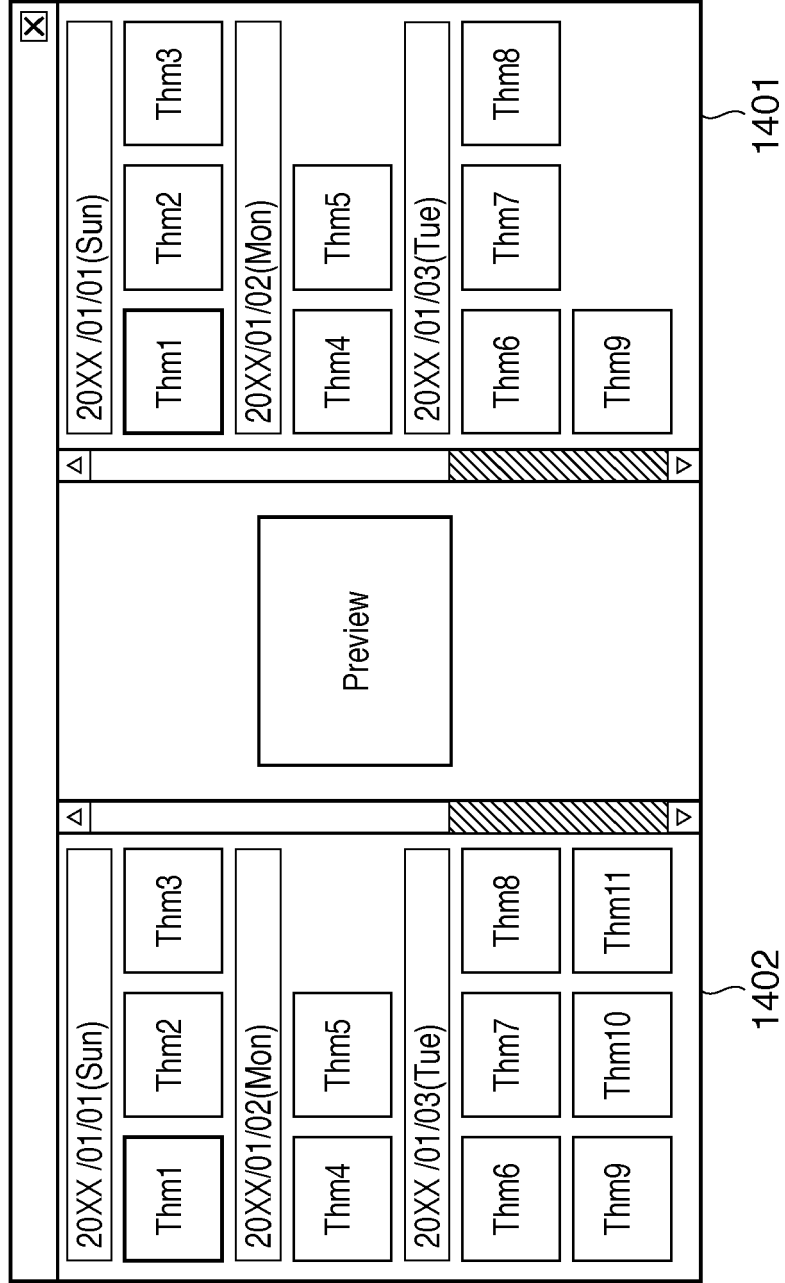 20XX /01/01(Sun)
Thm1 Thm2 Thm3
20XX/01/02(Mon)
Thm4 Thm5
20XX /01/03(Tue)
Thm6 Thm7 Thm8
Thm9 Thm10 Thm11
1402
Preview
20XX /01/01(Sun)
Thm1 Thm2 Thm3
20XX/01/02(Mon)
Thm4 Thm5
20XX /01/03(Tue)
Thm6 Thm7 Thm8
Thm9
1401